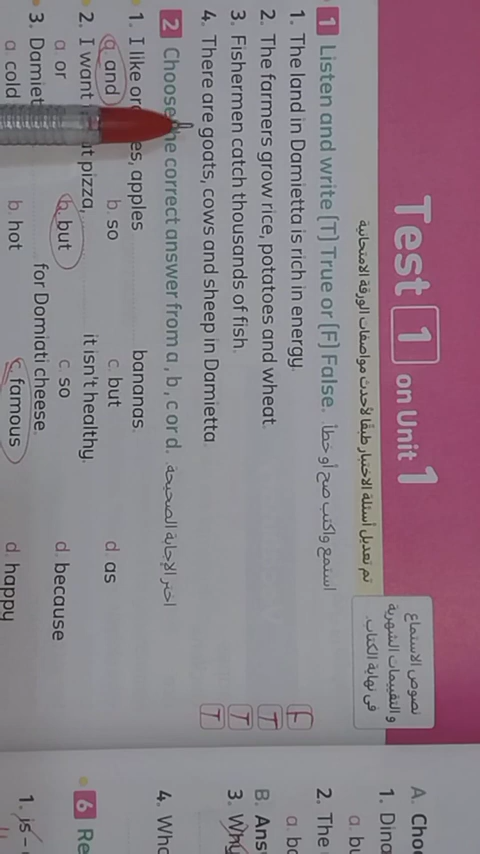 Test 1 on Unit 1
تم تعديل أسئلة الاختبار طبقًا لأحدث مواصفات الورقة الامتحانية
نصوص الاستماع
والتقييمات الشهرية
فى نهاية الكتاب.
1 Listen and write (T) True or (F) False. استمع واكتب صح أو خطأ
1. The land in Damietta is rich in energy. F
2. The farmers grow rice, potatoes and wheat. T
3. Fishermen catch thousands of fish. T
4. There are goats, cows and sheep in Damietta. T
2 Choose the correct answer from a, b, c or d. اختر الإجابة الصحيحة
1. I like es, apples bananas.
a. and b. so c. but d. as
2. I want pizza, it isn't healthy.
a. or b. but c. so d. because
3. Damiet for Domiati cheese.
a. cold b. hot c. famous d. happy
A. Choo
1. Dina
a. bu
2. The
a. bo
B. Ans
3. Why
4. Who
6 Re
1. is -